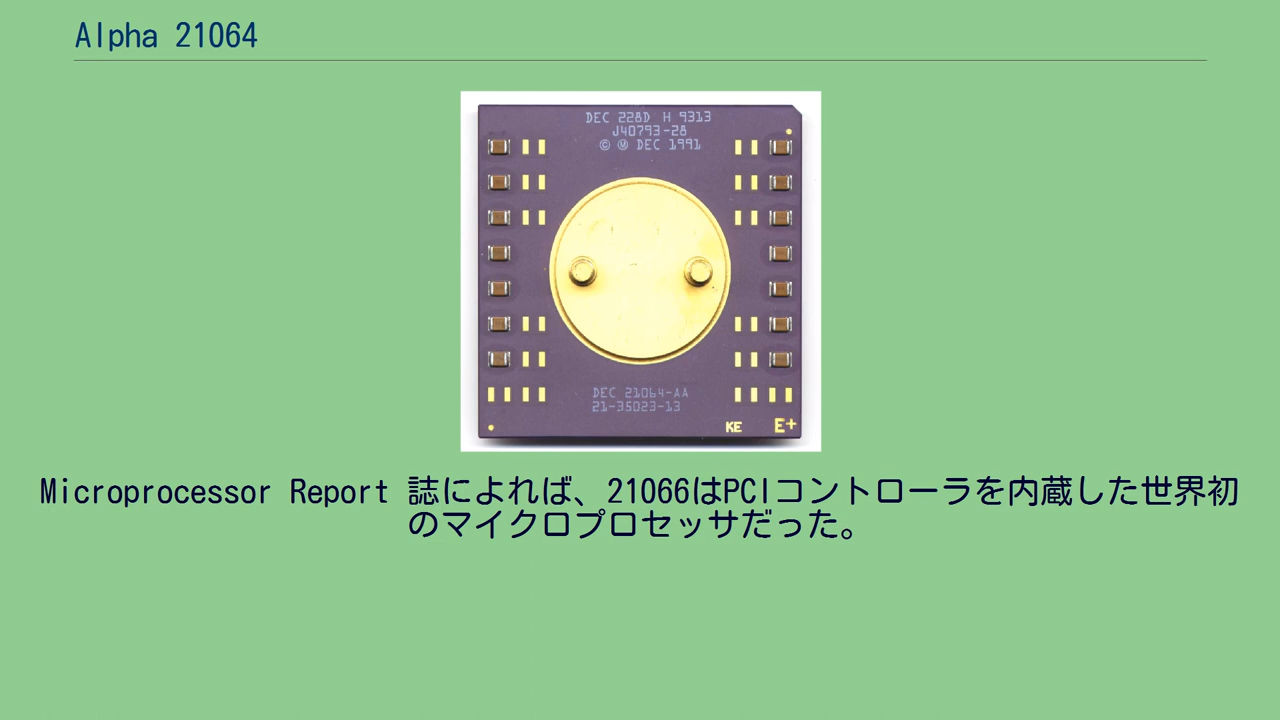 Alpha 21064
DEC 228D H 9313
J40793-28
© Ⓜ DEC 1991
DEC 21064-AA
21-35023-13
KE
E+
Microprocessor Report 誌によれば、21066はPCIコントローラを内蔵した世界初
のマイクロプロセッサだった。